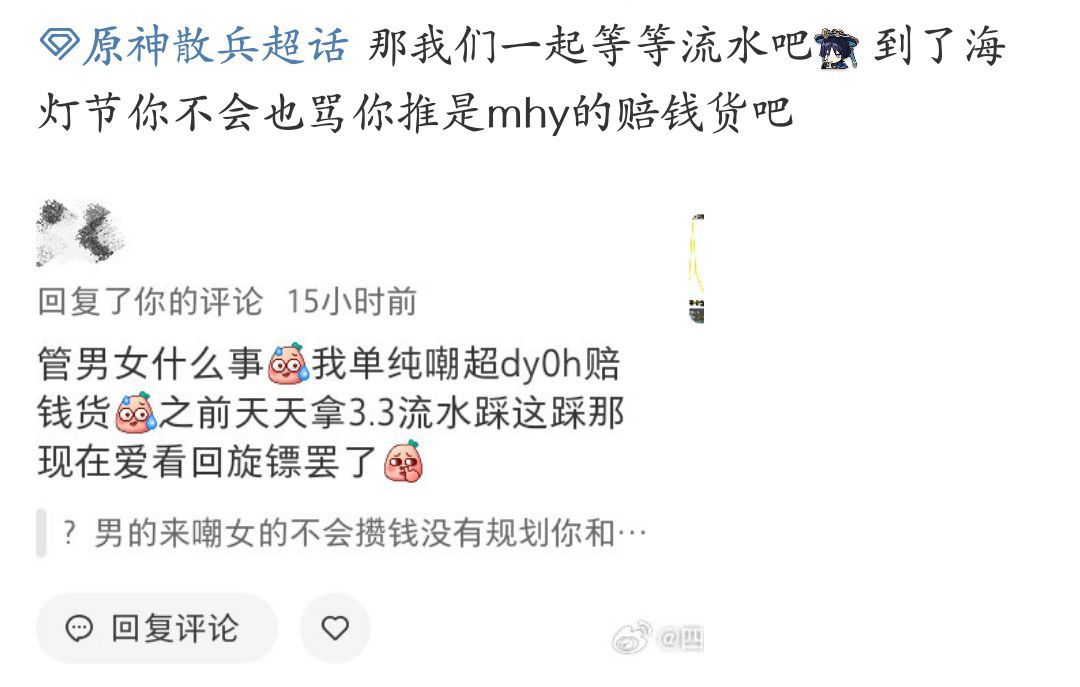 原神散兵超话 那我们一起等等流水吧 到了海
灯节你不会也骂你推是mhy的赔钱货吧
回复了你的评论 15小时前
管男女什么事我单纯嘲超dy0h赔
钱货之前天天拿3.3流水踩这踩那
现在爱看回旋镖罢了
? 男的来嘲女的不会攒钱没有规划你和…
回复评论
@四